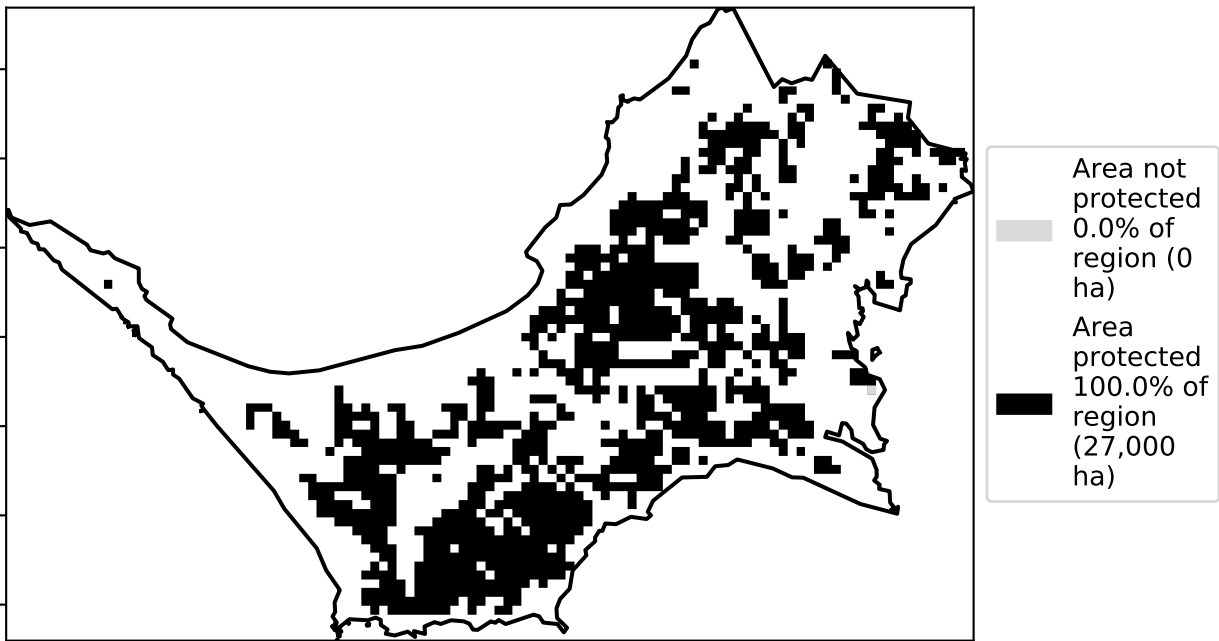 Area not
protected
0.0% of
region (0
ha)
Area
protected
100.0% of
region
(27,000
ha)